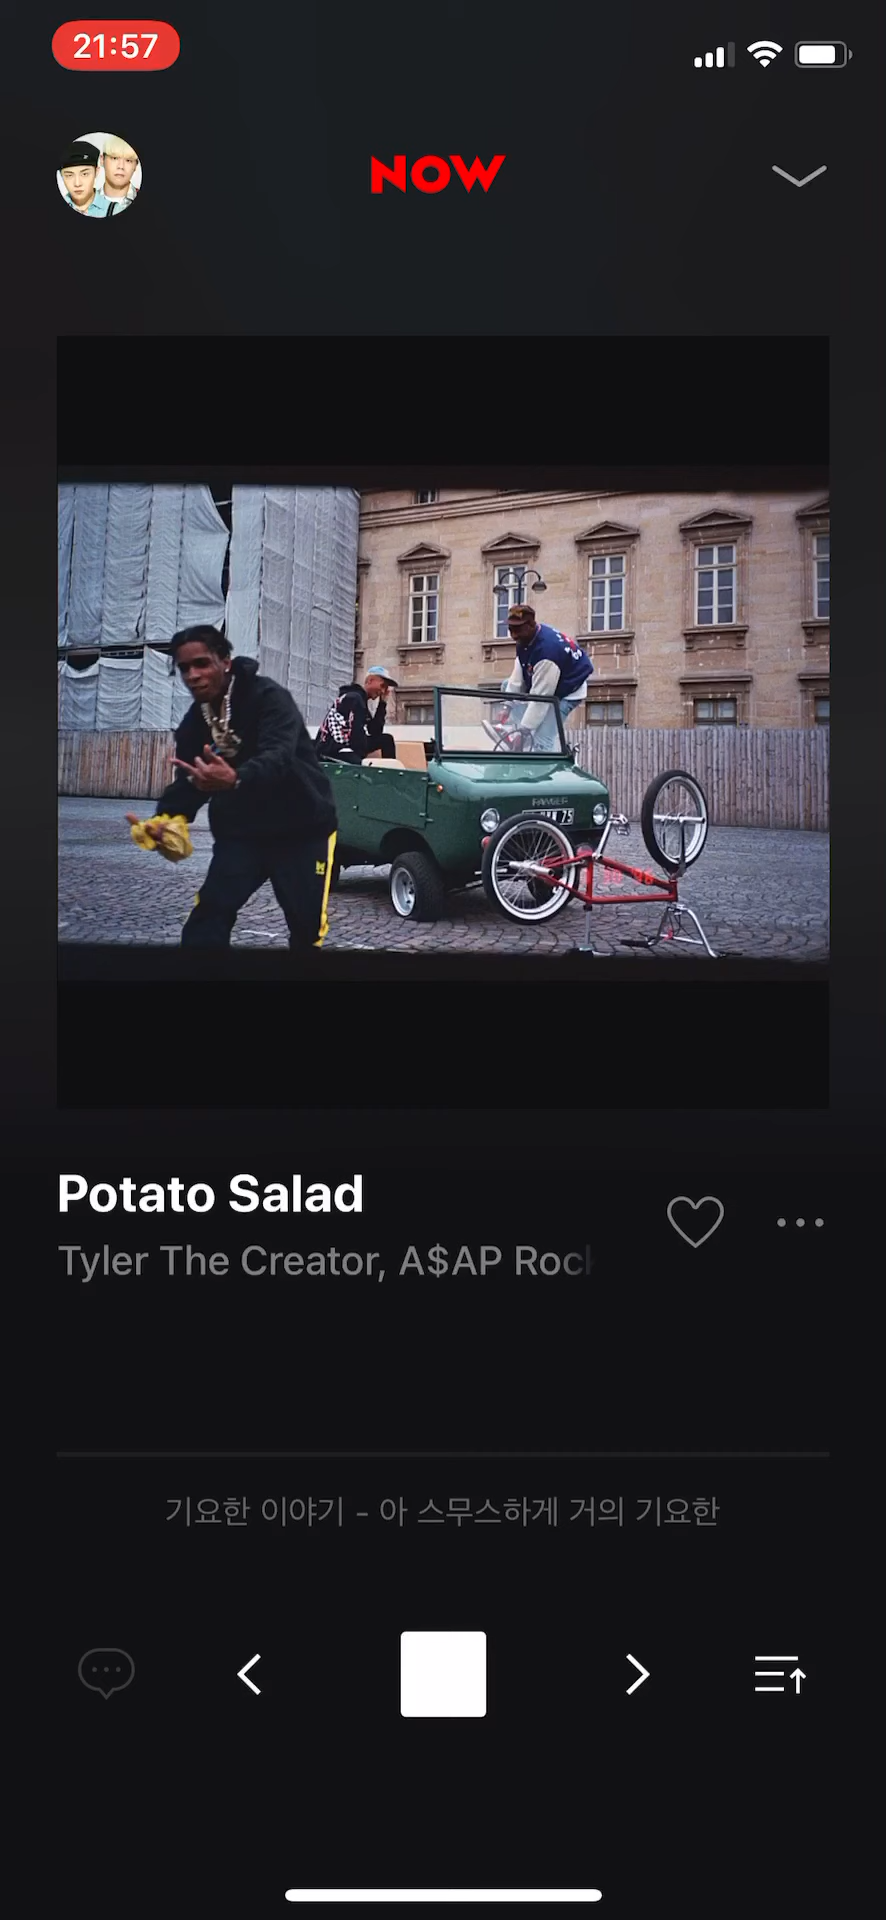 21:57
NOW
Potato Salad
Tyler The Creator, A$AP Roc
기요한 이야기 - 아 스무스하게 거의 기요한